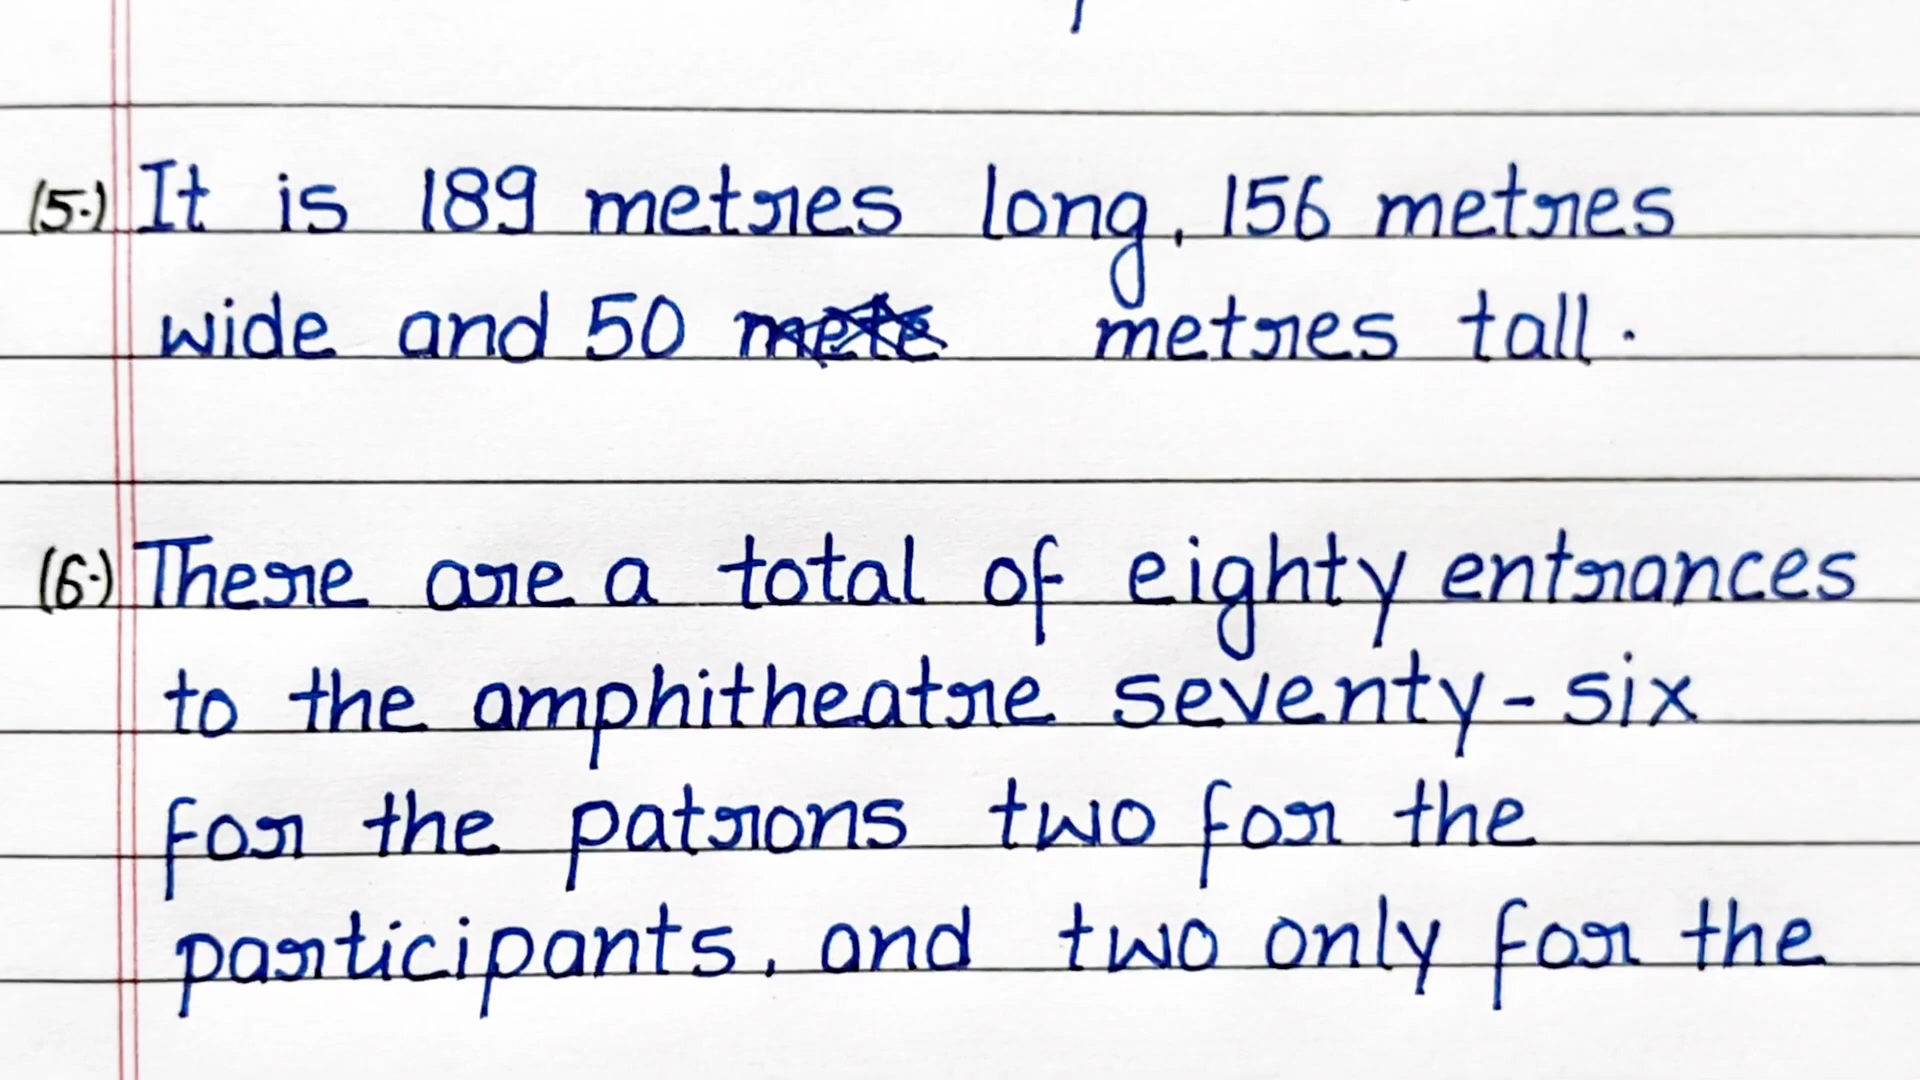 (5.) It is 189 metres long, 156 metres
wide and 50 metres tall.
(6.) There are a total of eighty entrances
to the amphitheatre seventy-six
for the patrons two for the
participants, and two only for the